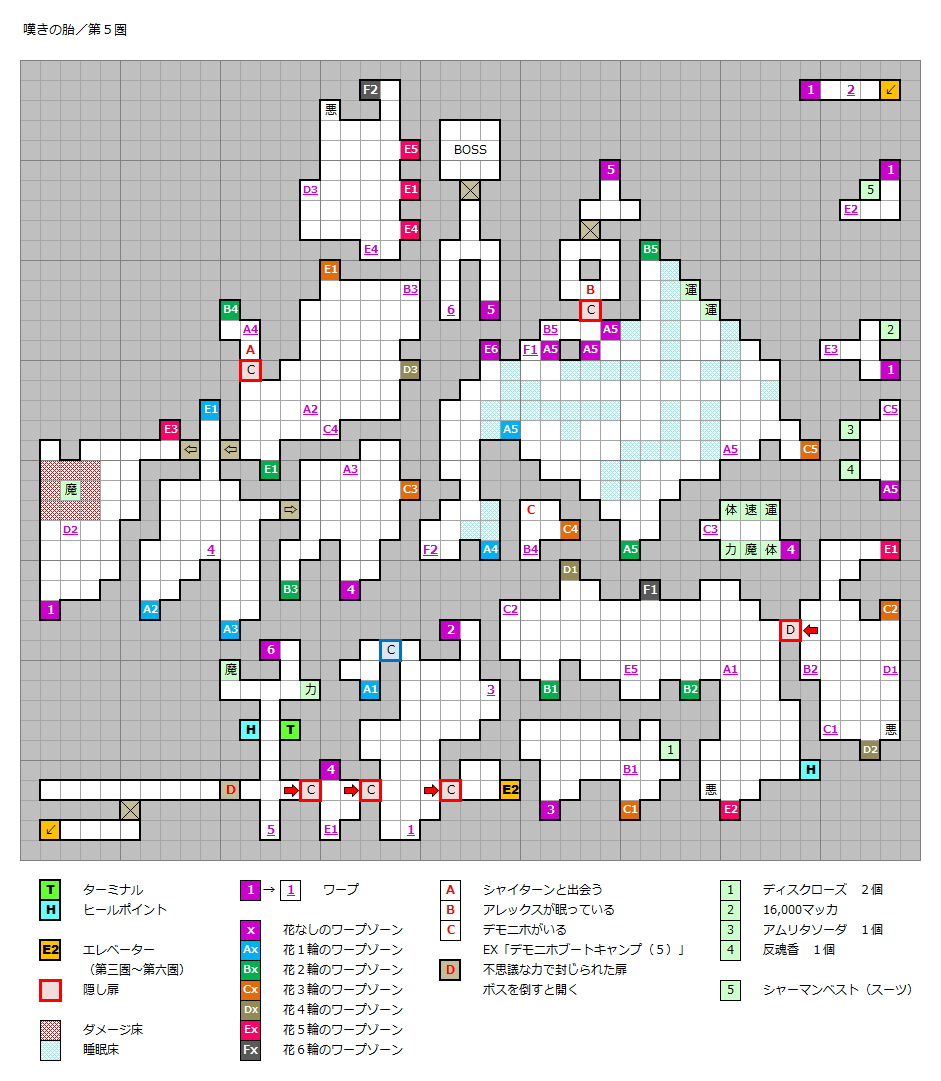 嘆きの胎／第５圏
F2
悪
1 2 ↙
E5 BOSS
5 1
D3 E1 5
E2
E4
E4 B5
E1
B3 B 運
B4 6 5 C 運
A4 B5 A5 2
A E6 F1 A5 A5 E3
C D3 1
E1 A2 C5
E3 C4 A5 3
⇦ ⇦ A5 C5
E1 A3 4
魔 C3 A5
⇨ C 体 速 運
D2 C4 C3
4 F2 A4 B4 A5 力 魔 体 4 E1
D1
B3 4 F1
1 A2 C2 C2
A3 2 D ←
6 C
魔 E5 A1 B2 D1
力 A1 3 B1 B2
H T C1 悪
1 D2
4 B1 H
D → C → C → C E2 悪
3 C1 E2
↙ 5 E1 1
T ターミナル
H ヒールポイント
E2 エレベーター
（第三圏～第六圏）
隠し扉
ダメージ床
睡眠床
1 → 1 ワープ
x 花なしのワープゾーン
Ax 花１輪のワープゾーン
Bx 花２輪のワープゾーン
Cx 花３輪のワープゾーン
Dx 花４輪のワープゾーン
Ex 花５輪のワープゾーン
Fx 花６輪のワープゾーン
A シャイターンと出会う
B アレックスが眠っている
C デモニホがいる
EX「デモニホブートキャンプ（５）」
D 不思議な力で封じられた扉
ボスを倒すと開く
1 ディスクローズ　２個
2 16,000マッカ
3 アムリタソーダ　１個
4 反魂香　１個
5 シャーマンベスト（スーツ）